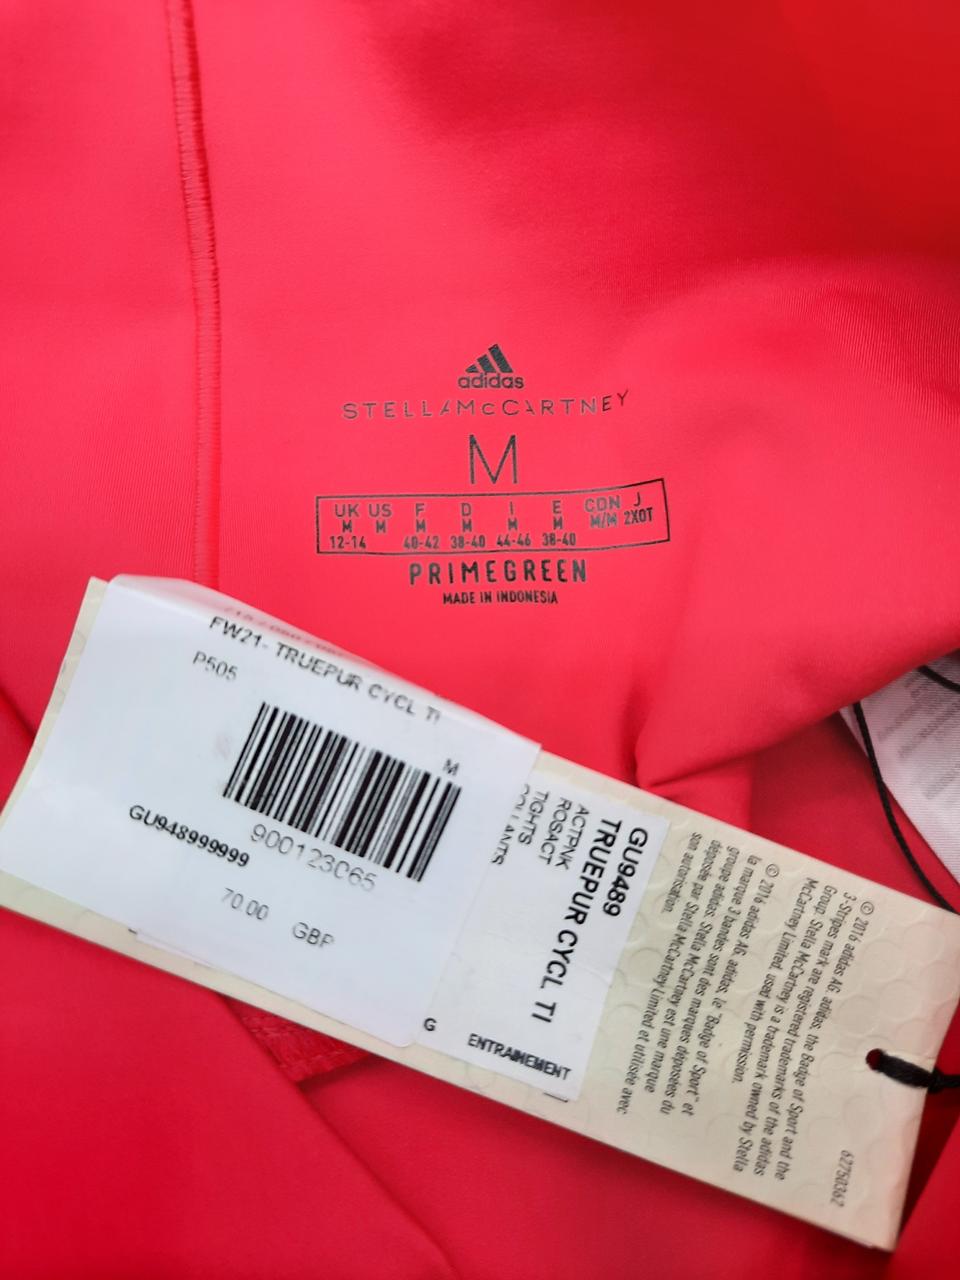 adidas
STELLAMcCARTNEY
M
UK US F D I E CDN J
M M M M M M M/M 2XOT
12-14 40-42 38-40 44-46 38-40
PRIMEGREEN
MADE IN INDONESIA
FW21- TRUEPUR CYCL TI
P505
M
900123065
GU948999999
70.00 GBP
GU9489
TRUEPUR CYCL TI
ACTPNK
ROSACT
TIGHTS
COLLANTS
G
ENTRAINEMENT
© 2016 adidas AG. adidas, the Badge of Sport and the
3-Stripes mark are registered trademarks of the adidas
Group. Stella McCartney is a trademark owned by Stella
McCartney Limited, used with permission.
© 2016 adidas AG. adidas, le "Badge of Sport" et
la marque 3 bandes sont des marques déposées du
groupe adidas. Stella McCartney est une marque
déposée par Stella McCartney Limited et utilisée avec
son autorisation.
62750362